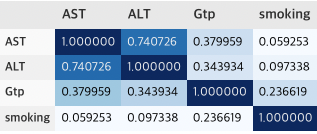 AST ALT Gtp smoking
AST 1.000000 0.740726 0.379959 0.059253
ALT 0.740726 1.000000 0.343934 0.097338
Gtp 0.379959 0.343934 1.000000 0.236619
smoking 0.059253 0.097338 0.236619 1.000000